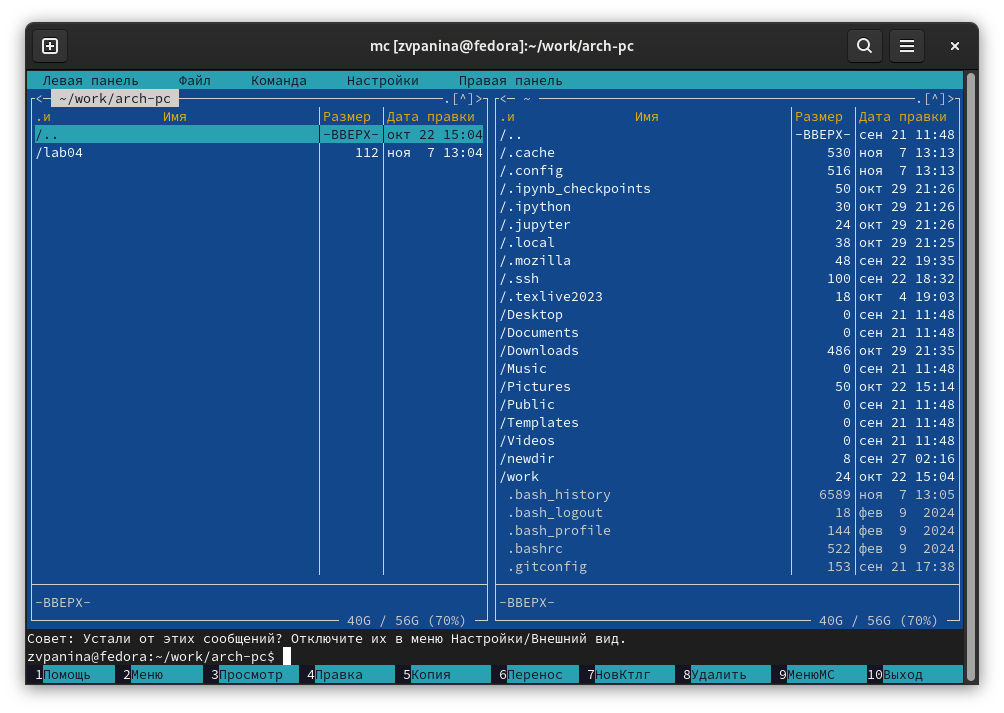 mc [zvpanina@fedora]:~/work/arch-pc
Левая панель Файл Команда Настройки Правая панель
<─ ~/work/arch-pc .[^]>
.и Имя Размер Дата правки
/.. -ВВЕРХ- окт 22 15:04
/lab04 112 ноя 7 13:04
-ВВЕРХ-
40G / 56G (70%)
<─ ~ .[^]>
.и Имя Размер Дата правки
/.. -ВВЕРХ- сен 21 11:48
/.cache 530 ноя 7 13:13
/.config 516 ноя 7 13:13
/.ipynb_checkpoints 50 окт 29 21:26
/.ipython 30 окт 29 21:26
/.jupyter 24 окт 29 21:26
/.local 38 окт 29 21:25
/.mozilla 48 сен 22 19:35
/.ssh 100 сен 22 18:32
/.texlive2023 18 окт 4 19:03
/Desktop 0 сен 21 11:48
/Documents 0 сен 21 11:48
/Downloads 486 окт 29 21:35
/Music 0 сен 21 11:48
/Pictures 50 окт 22 15:14
/Public 0 сен 21 11:48
/Templates 0 сен 21 11:48
/Videos 0 сен 21 11:48
/newdir 8 сен 27 02:16
/work 24 окт 22 15:04
.bash_history 6589 ноя 7 13:05
.bash_logout 18 фев 9 2024
.bash_profile 144 фев 9 2024
.bashrc 522 фев 9 2024
.gitconfig 153 сен 21 17:38
-ВВЕРХ-
40G / 56G (70%)
Совет: Устали от этих сообщений? Отключите их в меню Настройки/Внешний вид.
zvpanina@fedora:~/work/arch-pc$
1Помощь 2Меню 3Просмотр 4Правка 5Копия 6Перенос 7НовКтлг 8Удалить 9МенюМС 10Выход